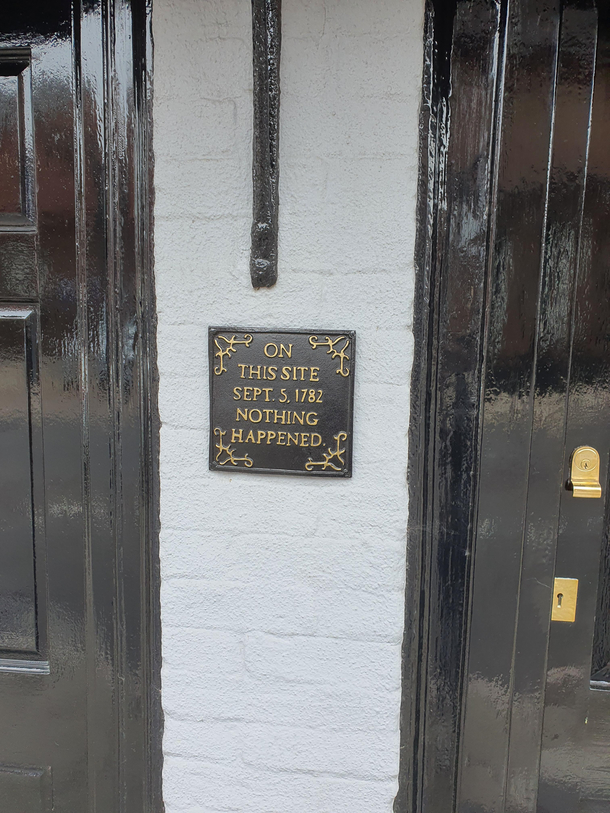 ON
THIS SITE
SEPT. 5, 1782
NOTHING
HAPPENED.